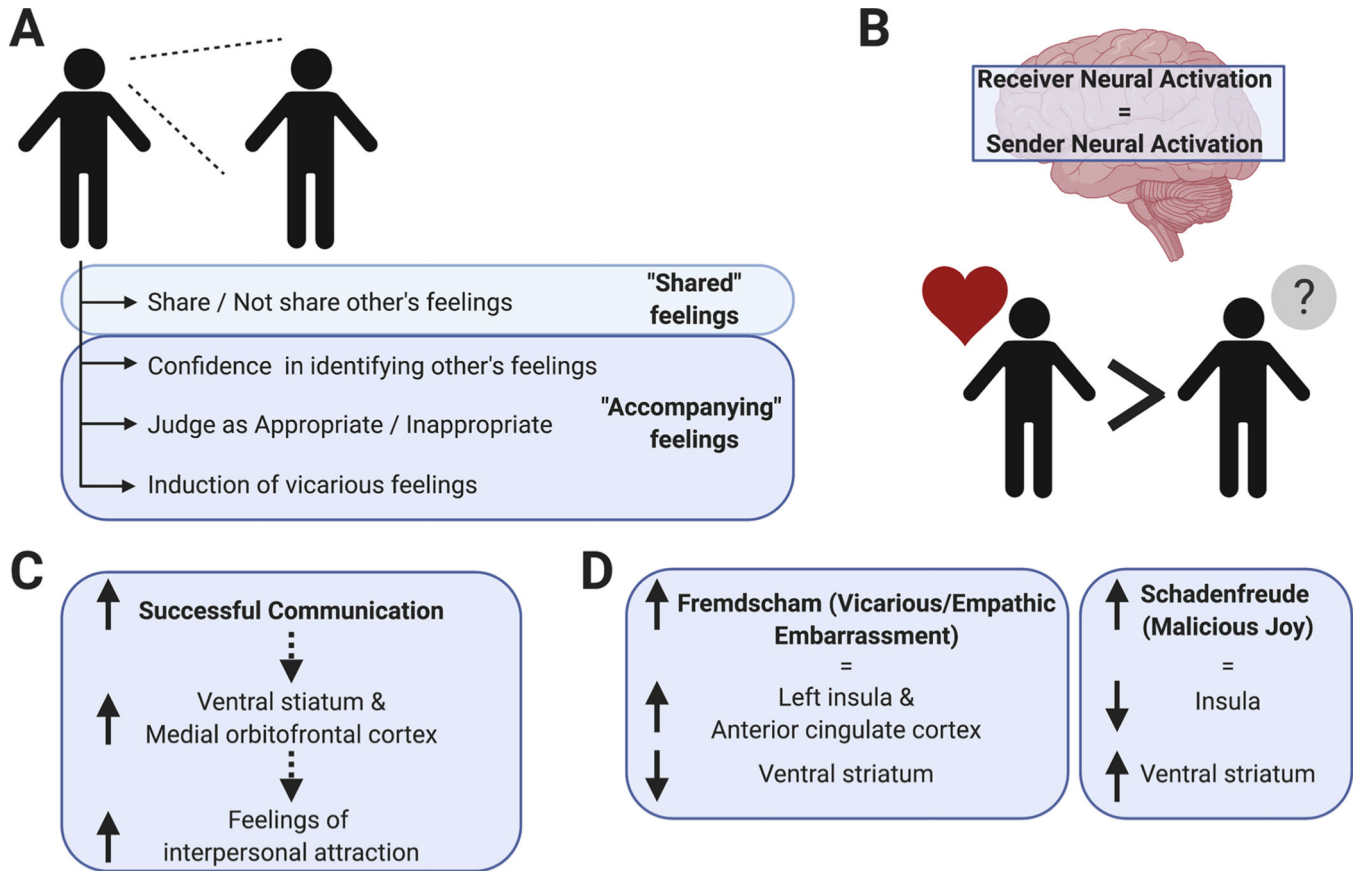 A
Share / Not share other's feelings
"Shared"
feelings
Confidence in identifying other's feelings
Judge as Appropriate / Inappropriate
Induction of vicarious feelings
"Accompanying"
feelings
B
Receiver Neural Activation
=
Sender Neural Activation
>
?
C
Successful Communication
Ventral stiatum &
Medial orbitofrontal cortex
Feelings of
interpersonal attraction
D
Fremdscham (Vicarious/Empathic
Embarrassment)
=
Left insula &
Anterior cingulate cortex
Ventral striatum
Schadenfreude
(Malicious Joy)
=
Insula
Ventral striatum